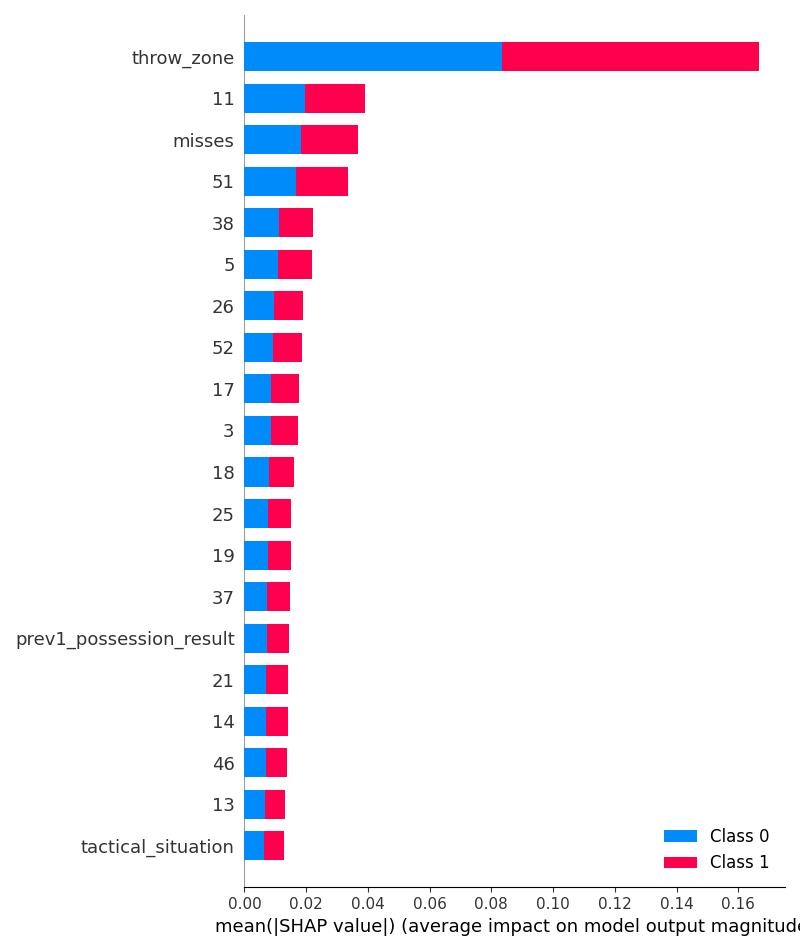 throw_zone
11
misses
51
38
5
26
52
17
3
18
25
19
37
prev1_possession_result
21
14
46
13
tactical_situation
Class 0
Class 1
0.00 0.02 0.04 0.06 0.08 0.10 0.12 0.14 0.16
mean(|SHAP value|) (average impact on model output magnitude